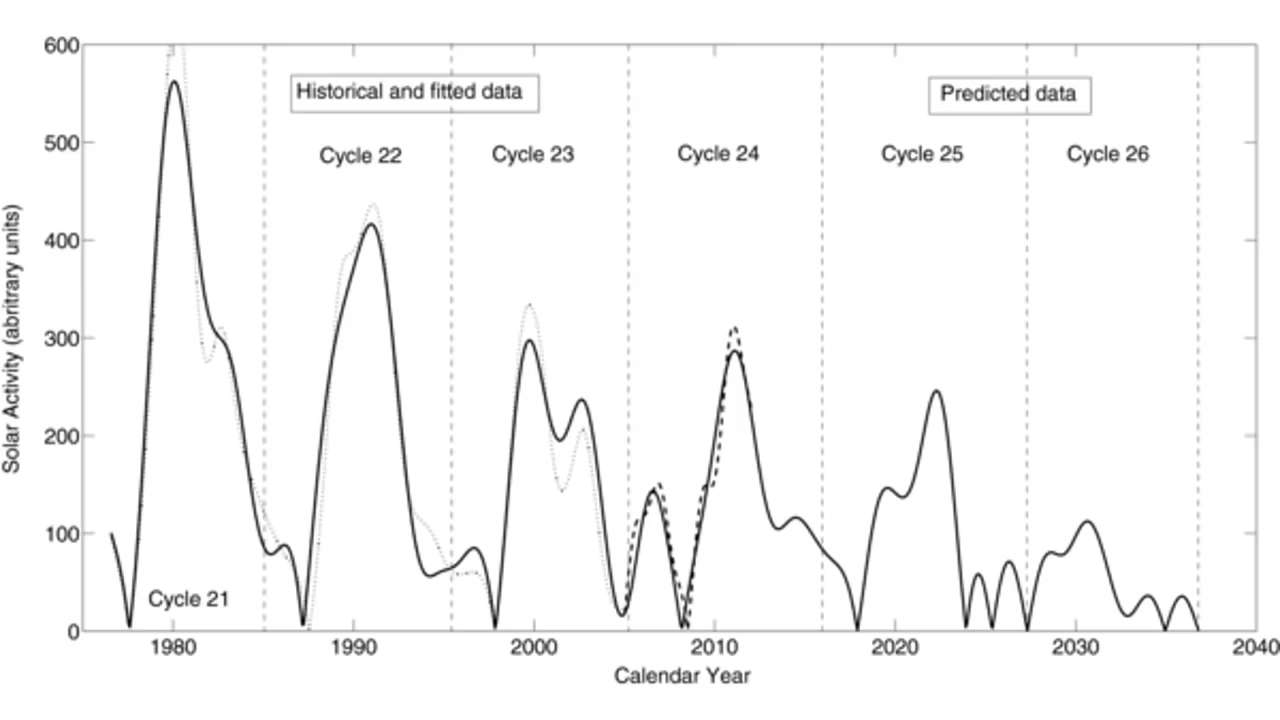 600
500
400
300
200
100
0
Solar Activity (abritrary units)
Historical and fitted data
Predicted data
Cycle 22
Cycle 23
Cycle 24
Cycle 25
Cycle 26
Cycle 21
1980
1990
2000
2010
2020
2030
2040
Calendar Year